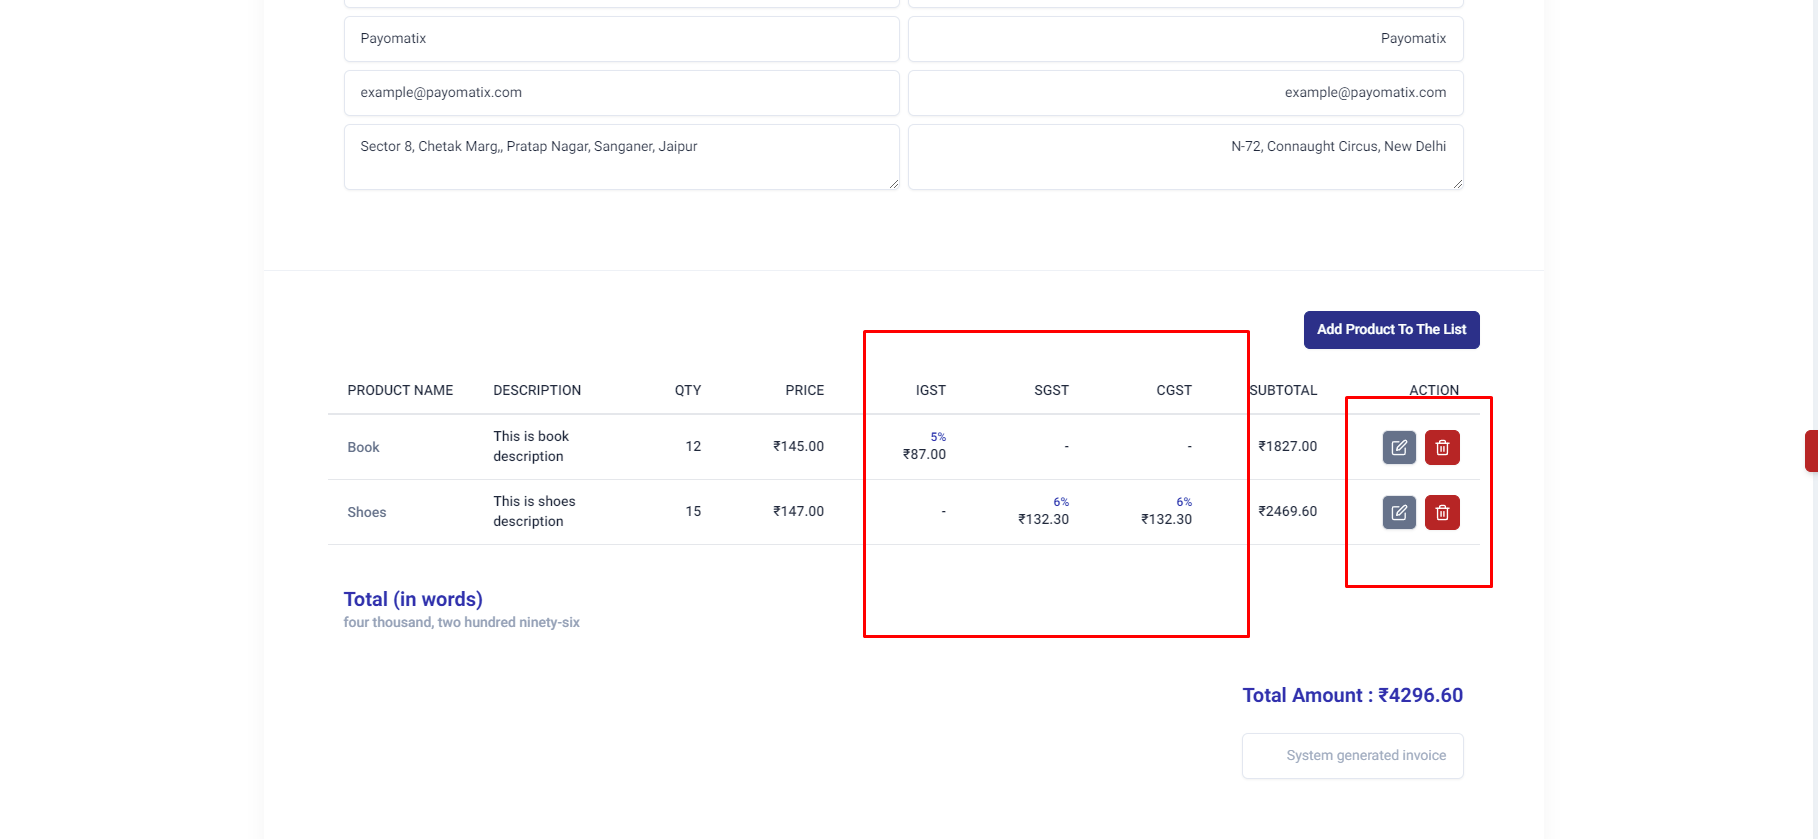 Payomatix Payomatix
example@payomatix.com example@payomatix.com
Sector 8, Chetak Marg,, Pratap Nagar, Sanganer, Jaipur N-72, Connaught Circus, New Delhi
Add Product To The List
PRODUCT NAME DESCRIPTION QTY PRICE IGST SGST CGST SUBTOTAL ACTION
Book This is book description 12 ₹145.00 5% ₹87.00 - - ₹1827.00
Shoes This is shoes description 15 ₹147.00 - 6% ₹132.30 6% ₹132.30 ₹2469.60
Total (in words)
four thousand, two hundred ninety-six
Total Amount : ₹4296.60
System generated invoice